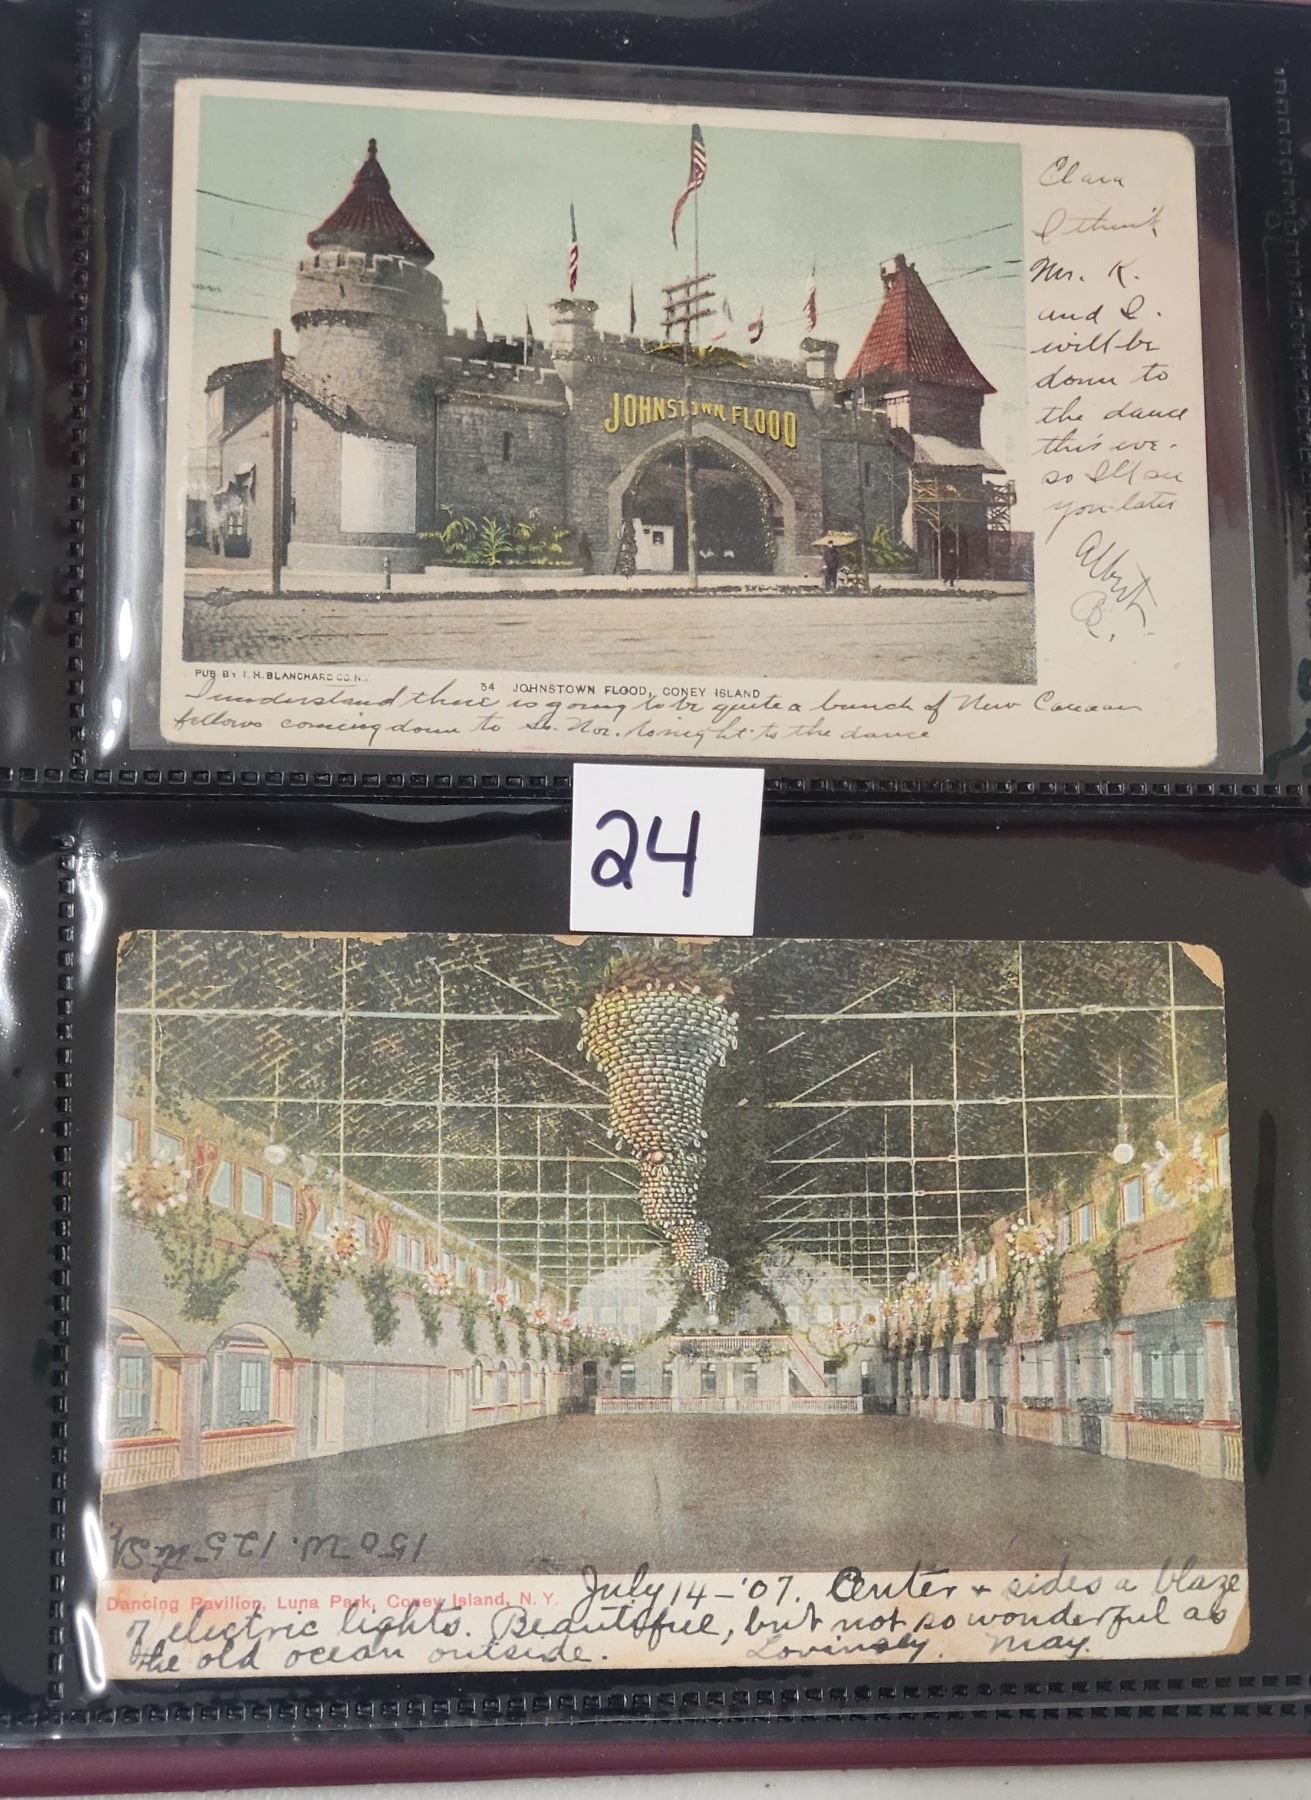 JOHNSTOWN FLOOD
Clara
I think
Mr. K.
and I
will be
down to
the dance
this eve.
so I'll see
you later
Albert
B.
PUB BY I. H. BLANCHARD CO. N.Y.
34 JOHNSTOWN FLOOD, CONEY ISLAND
I understand there is going to be quite a bunch of New Canaan
fellows coming down to So. Nor. tonight to the dance
24
150 W. 125th St.
Dancing Pavilion, Luna Park, Coney Island, N. Y.
July 14-'07. Center + sides a blaze
of electric lights. Beautiful, but not so wonderful as
the old ocean outside. Lovingly May.